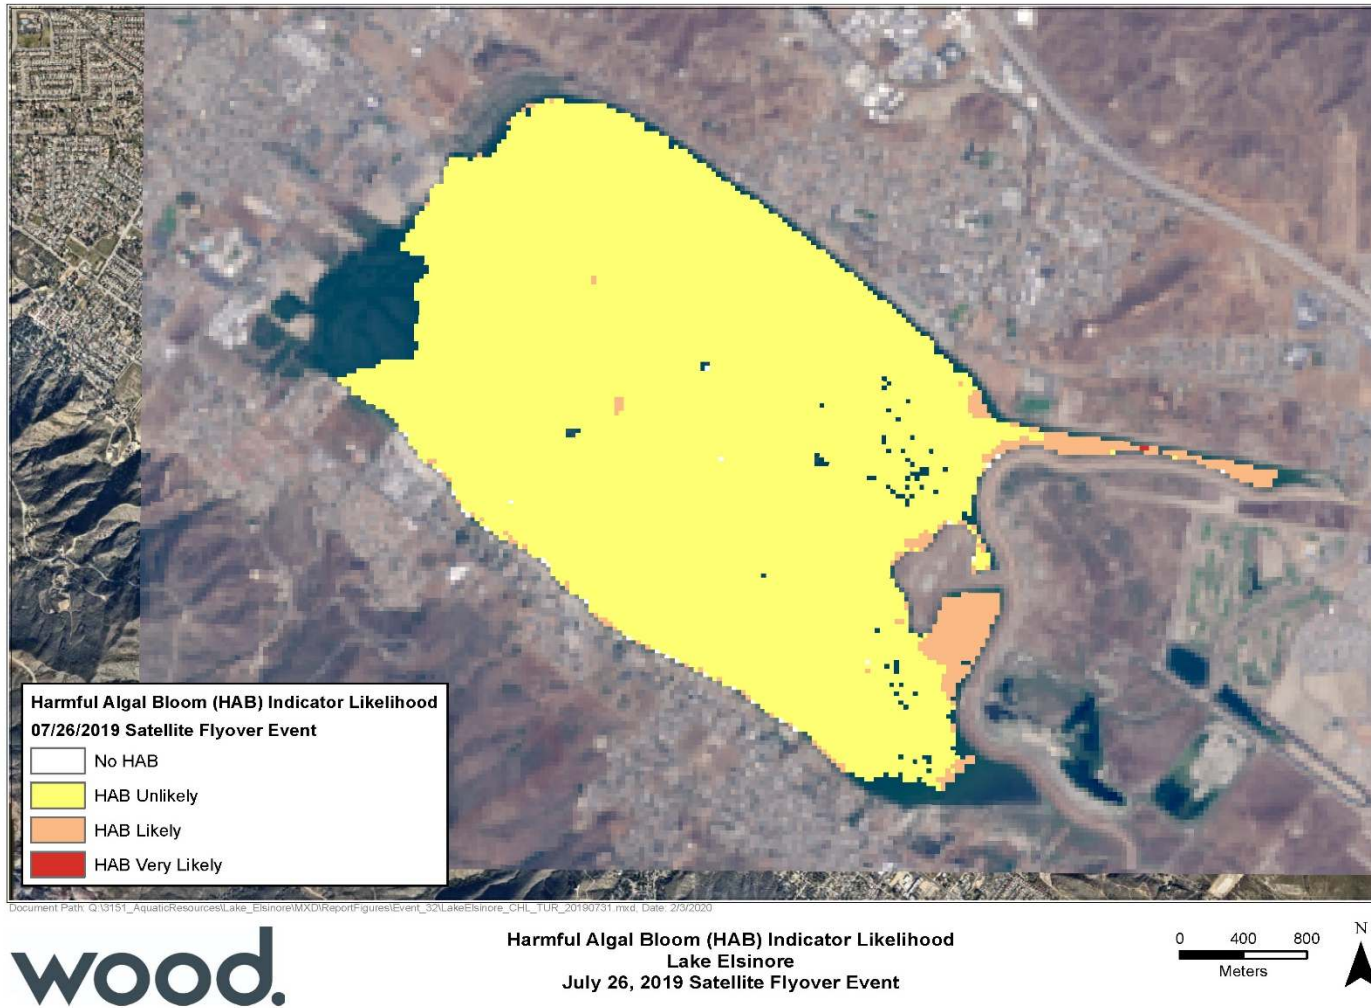 Harmful Algal Bloom (HAB) Indicator Likelihood
07/26/2019 Satellite Flyover Event
No HAB
HAB Unlikely
HAB Likely
HAB Very Likely
Document Path: Q:\3151_AquaticResources\Lake_Elsinore\MXD\ReportFigures\Event_32\LakeElsinore_CHL_TUR_20190731.mxd, Date: 2/3/2020
wood.
Harmful Algal Bloom (HAB) Indicator Likelihood
Lake Elsinore
July 26, 2019 Satellite Flyover Event
0 400 800
Meters
N